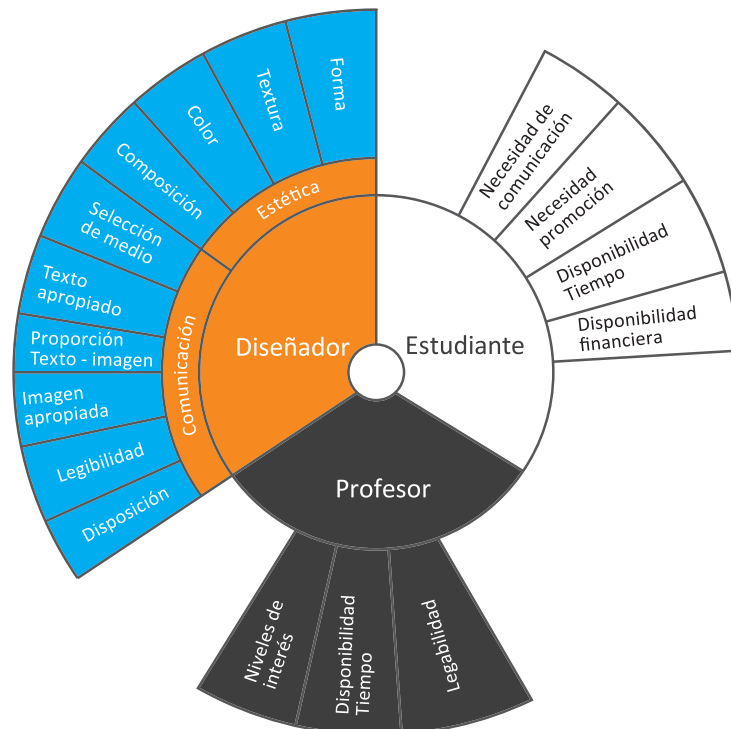 Forma
Textura
Color
Composición
Selección
de medio
Texto
apropiado
Proporción
Texto - imagen
Imagen
apropiada
Legibilidad
Disposición
Estética
Comunicación
Diseñador
Estudiante
Necesidad de
comunicación
Necesidad
promoción
Disponibilidad
Tiempo
Disponibilidad
financiera
Profesor
Niveles de
interés
Disponibilidad
Tiempo
Legabilidad